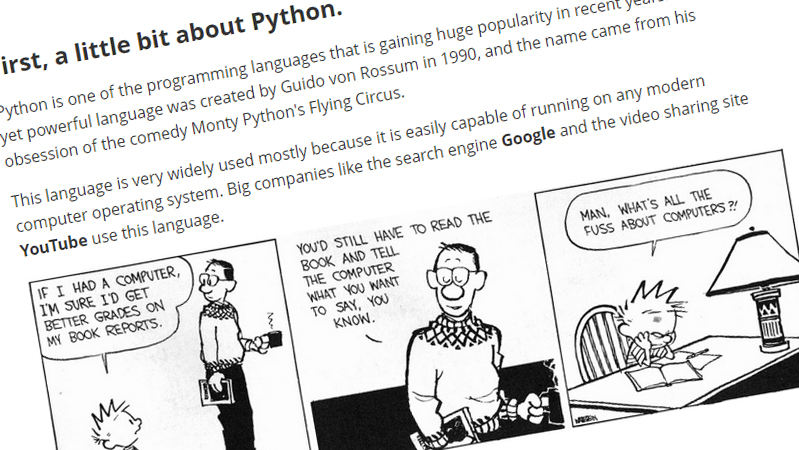 irst, a little bit about Python.
Python is one of the programming languages that is gaining huge popularity in recent years
yet powerful language was created by Guido von Rossum in 1990, and the name came from his
obsession of the comedy Monty Python's Flying Circus.
This language is very widely used mostly because it is easily capable of running on any modern
computer operating system. Big companies like the search engine Google and the video sharing site
YouTube use this language.
IF I HAD A COMPUTER,
I'M SURE I'D GET
BETTER GRADES ON
MY BOOK REPORTS.
YOU'D STILL HAVE TO READ THE
BOOK AND TELL
THE COMPUTER
WHAT YOU WANT
TO SAY, YOU
KNOW.
MAN, WHAT'S ALL THE
FUSS ABOUT COMPUTERS?!